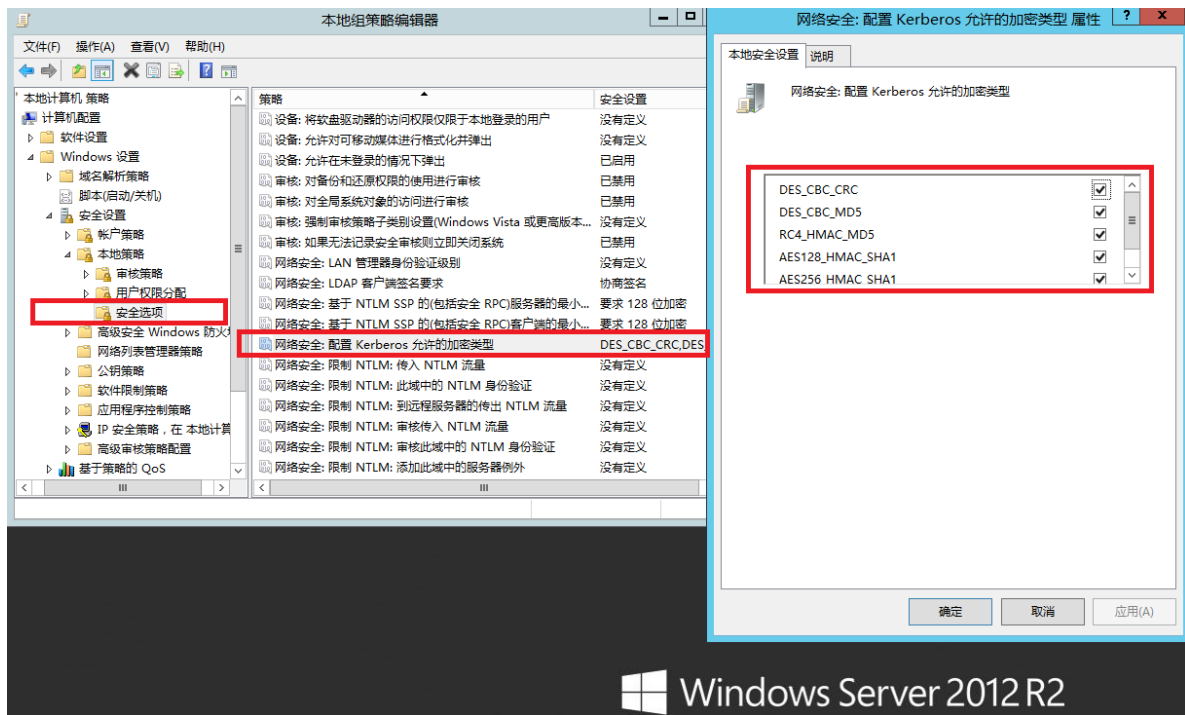 本地组策略编辑器
文件(F) 操作(A) 查看(V) 帮助(H)
本地计算机 策略
计算机配置
软件设置
Windows 设置
域名解析策略
脚本(启动/关机)
安全设置
帐户策略
本地策略
审核策略
用户权限分配
安全选项
高级安全 Windows 防火
网络列表管理器策略
公钥策略
软件限制策略
应用程序控制策略
IP 安全策略，在 本地计算
高级审核策略配置
基于策略的 QoS
策略 安全设置
设备: 将软盘驱动器的访问权限仅限于本地登录的用户 没有定义
设备: 允许对可移动媒体进行格式化并弹出 没有定义
设备: 允许在未登录的情况下弹出 已启用
审核: 对备份和还原权限的使用进行审核 已禁用
审核: 对全局系统对象的访问进行审核 已禁用
审核: 强制审核策略子类别设置(Windows Vista 或更高版本... 没有定义
审核: 如果无法记录安全审核则立即关闭系统 已禁用
网络安全: LAN 管理器身份验证级别 没有定义
网络安全: LDAP 客户端签名要求 协商签名
网络安全: 基于 NTLM SSP 的(包括安全 RPC)服务器的最小... 要求 128 位加密
网络安全: 基于 NTLM SSP 的(包括安全 RPC)客户端的最小... 要求 128 位加密
网络安全: 配置 Kerberos 允许的加密类型 DES_CBC_CRC,DES_
网络安全: 限制 NTLM: 传入 NTLM 流量 没有定义
网络安全: 限制 NTLM: 此域中的 NTLM 身份验证 没有定义
网络安全: 限制 NTLM: 到远程服务器的传出 NTLM 流量 没有定义
网络安全: 限制 NTLM: 审核传入 NTLM 流量 没有定义
网络安全: 限制 NTLM: 审核此域中的 NTLM 身份验证 没有定义
网络安全: 限制 NTLM: 添加此域中的服务器例外 没有定义
网络安全: 配置 Kerberos 允许的加密类型 属性 ? x
本地安全设置 说明
网络安全: 配置 Kerberos 允许的加密类型
DES_CBC_CRC
DES_CBC_MD5
RC4_HMAC_MD5
AES128_HMAC_SHA1
AES256_HMAC_SHA1
确定 取消 应用(A)
Windows Server 2012 R2